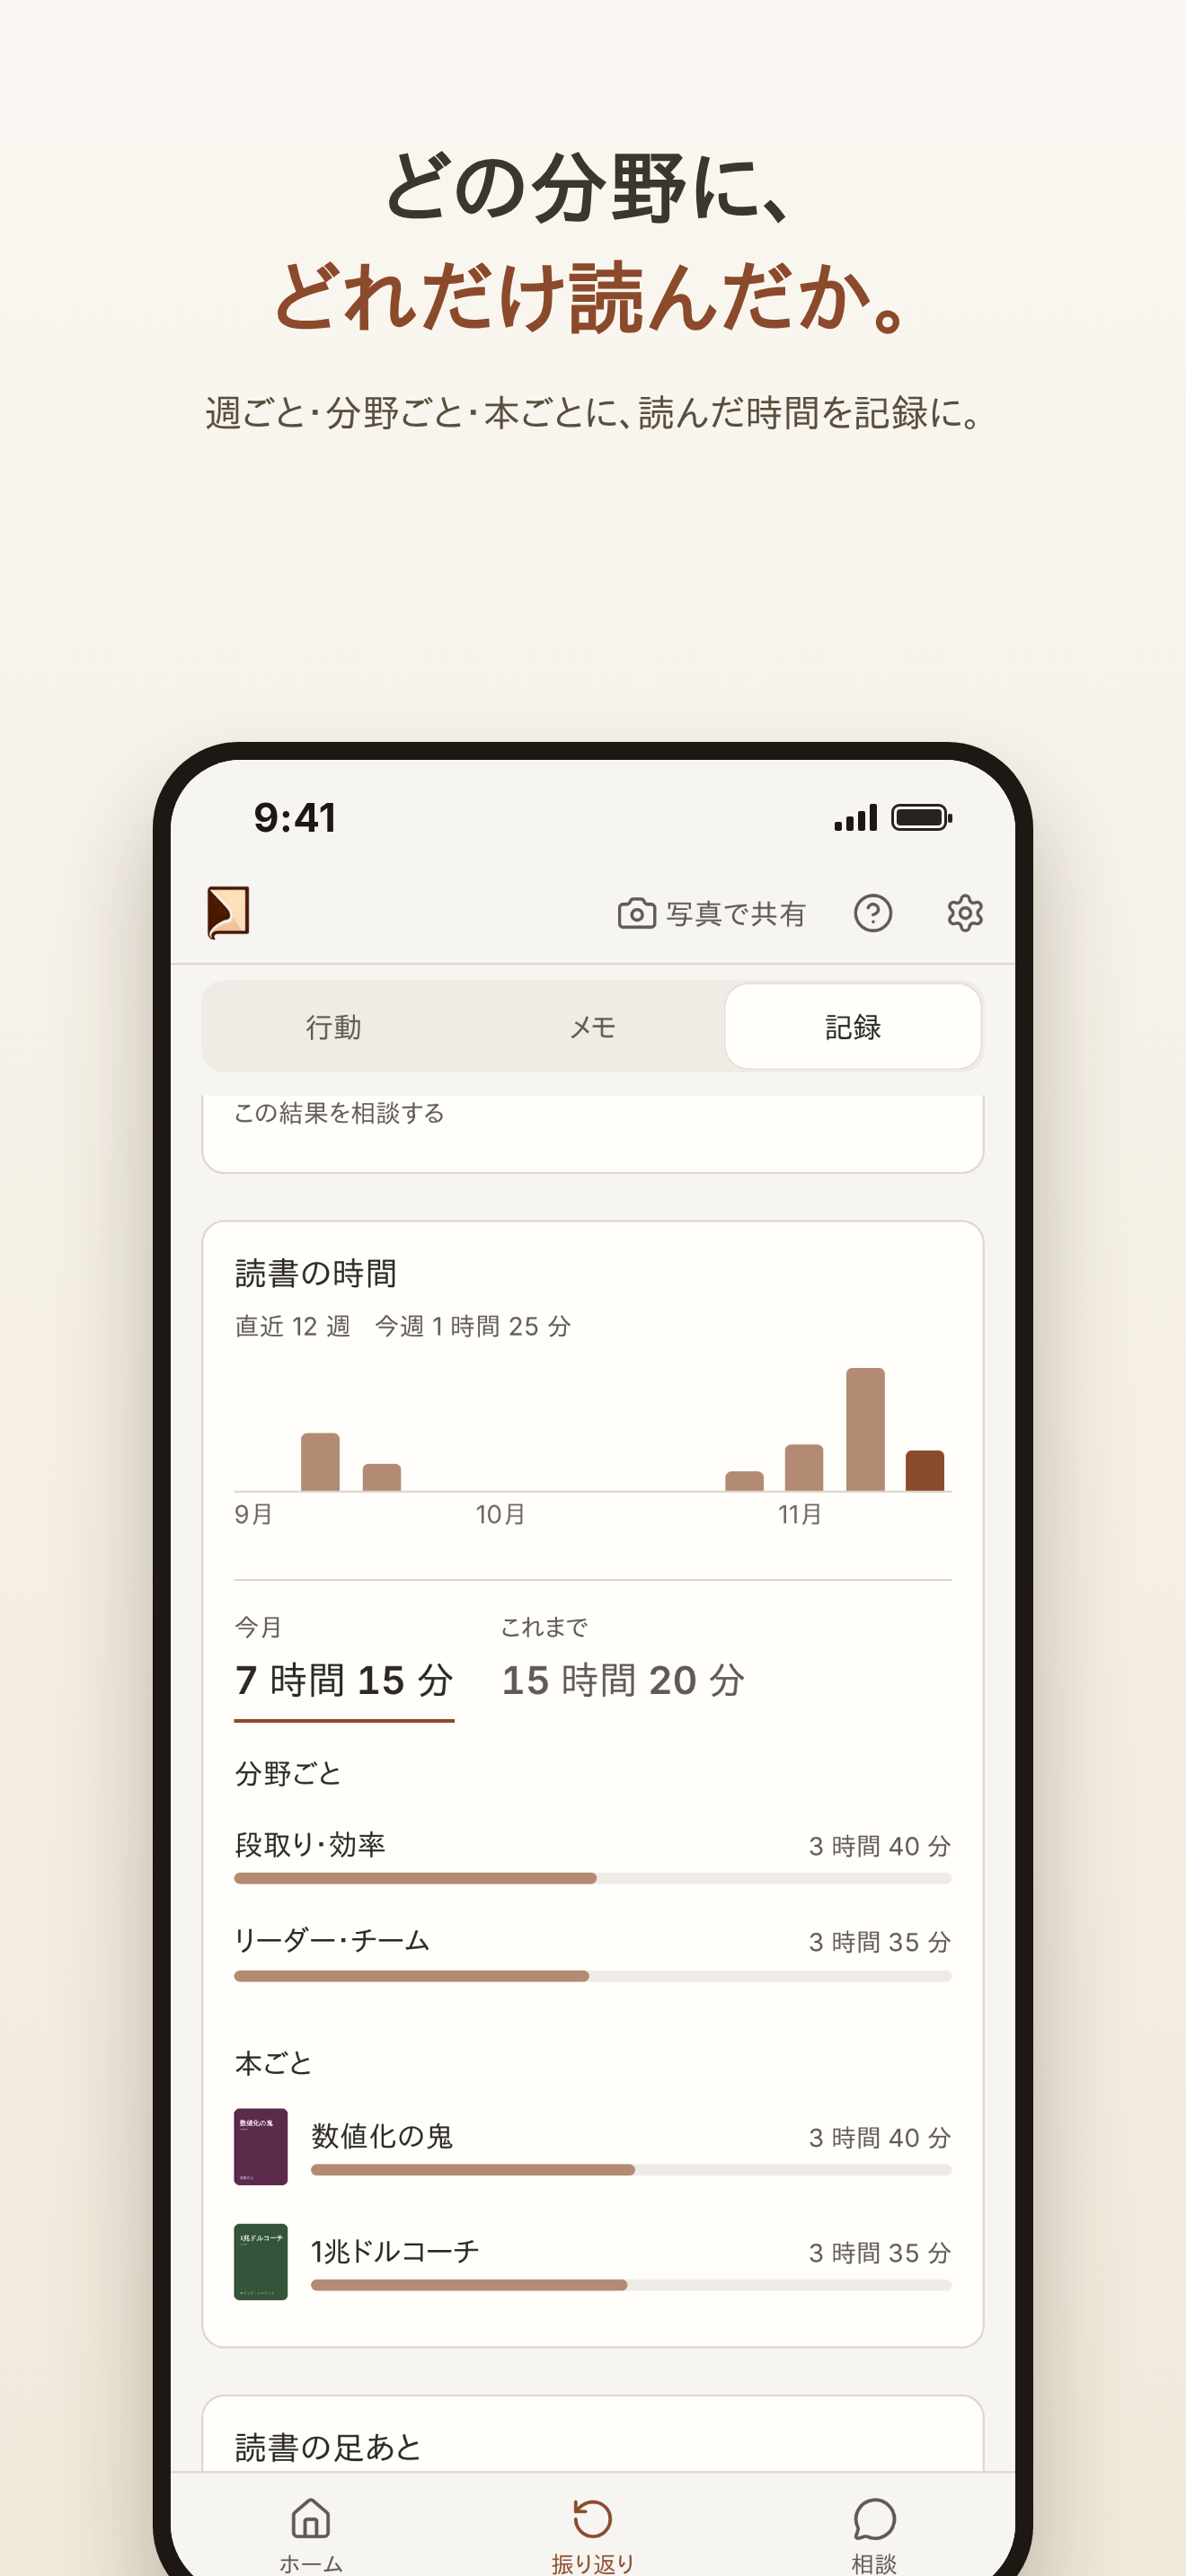 どの分野に、
どれだけ読んだか。
週ごと・分野ごと・本ごとに、読んだ時間を記録に。
9:41
写真で共有
行動 メモ 記録
この結果を相談する
読書の時間
直近 12 週 今週 1 時間 25 分
9月 10月 11月
今月 これまで
7 時間 15 分 15 時間 20 分
分野ごと
段取り・効率 3 時間 40 分
リーダー・チーム 3 時間 35 分
本ごと
数値化の鬼
数値化の鬼 3 時間 40 分
1兆ドルコーチ
1兆ドルコーチ 3 時間 35 分
読書の足あと
ホーム 振り返り 相談